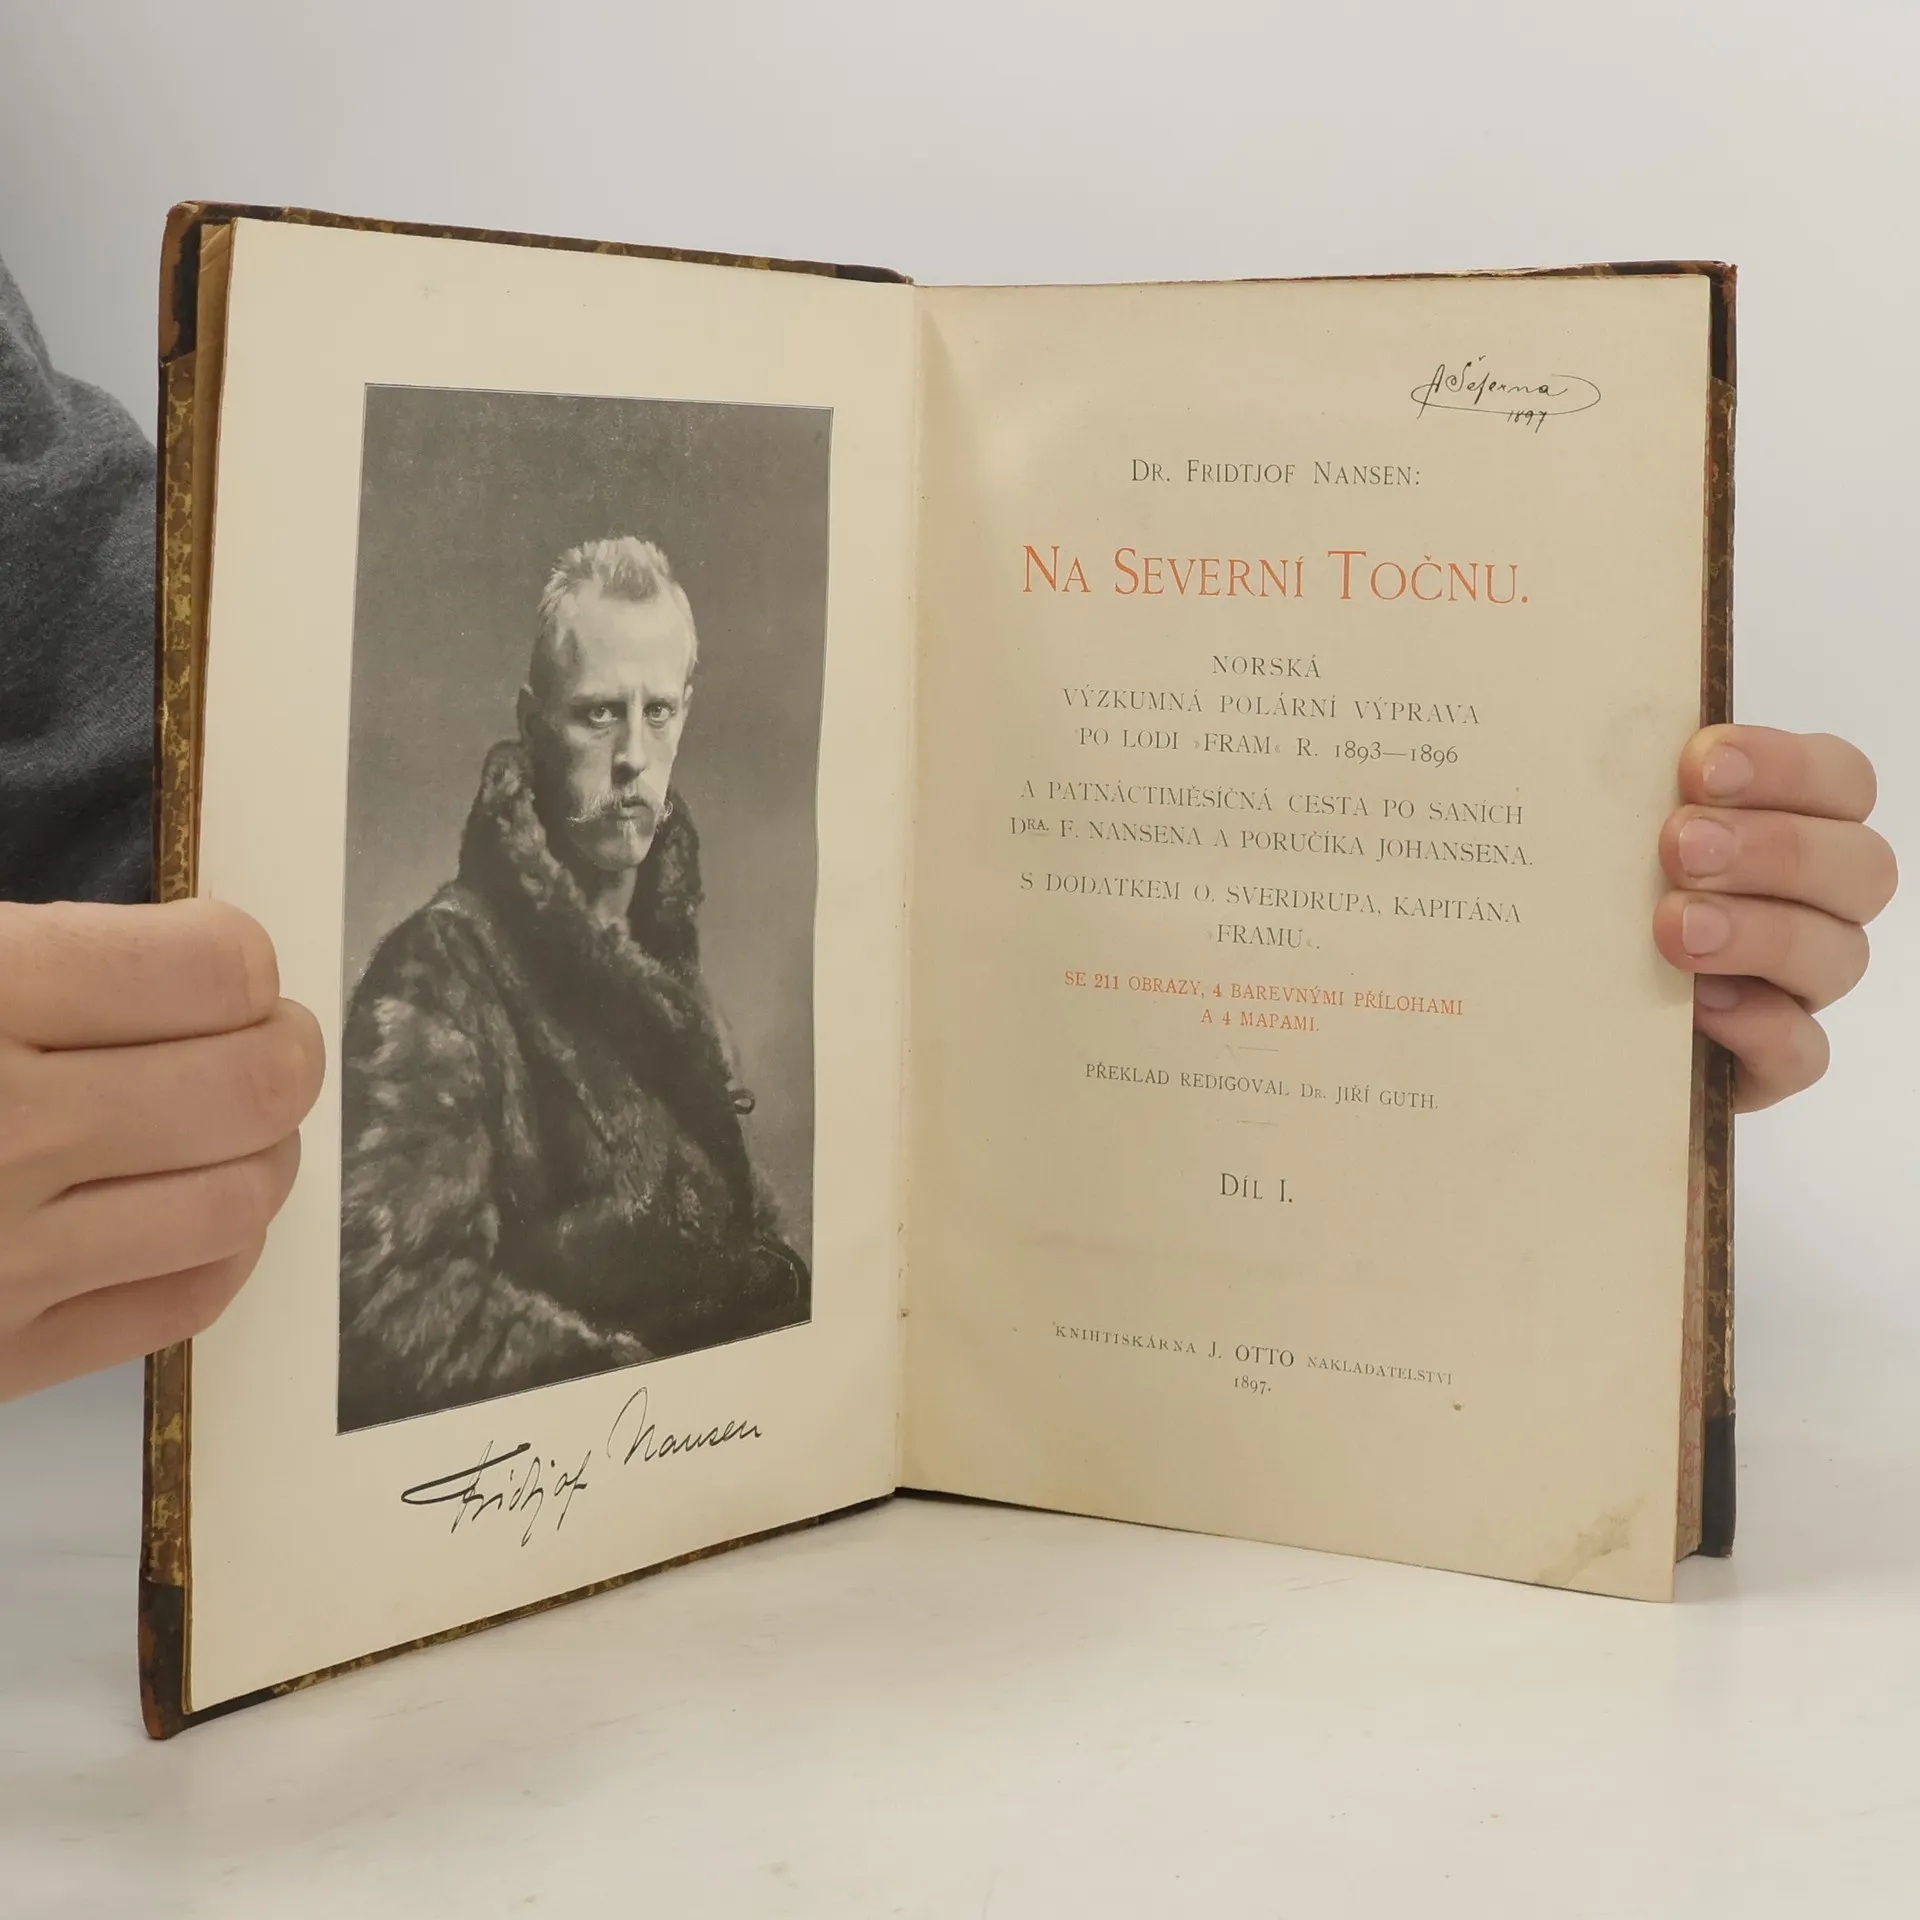 Fridtjof Nansen
A Šeferna
1897
Dr. Fridtjof Nansen:
Na Severní Točnu.
NORSKÁ
VÝZKUMNÁ POLÁRNÍ VÝPRAVA
PO LODI »FRAM« R. 1893—1896
A PATNÁCTIMĚSÍČNÁ CESTA PO SANÍCH
DRA. F. NANSENA A PORUČÍKA JOHANSENA.
S DODATKEM O. SVERDRUPA, KAPITÁNA
»FRAMU«.
SE 211 OBRAZY, 4 BAREVNÝMI PŘÍLOHAMI
A 4 MAPAMI.
PŘEKLAD REDIGOVAL Dr. JIŘÍ GUTH.
Díl I.
KNIHTISKÁRNA J. OTTO NAKLADATELSTVÍ
1897.